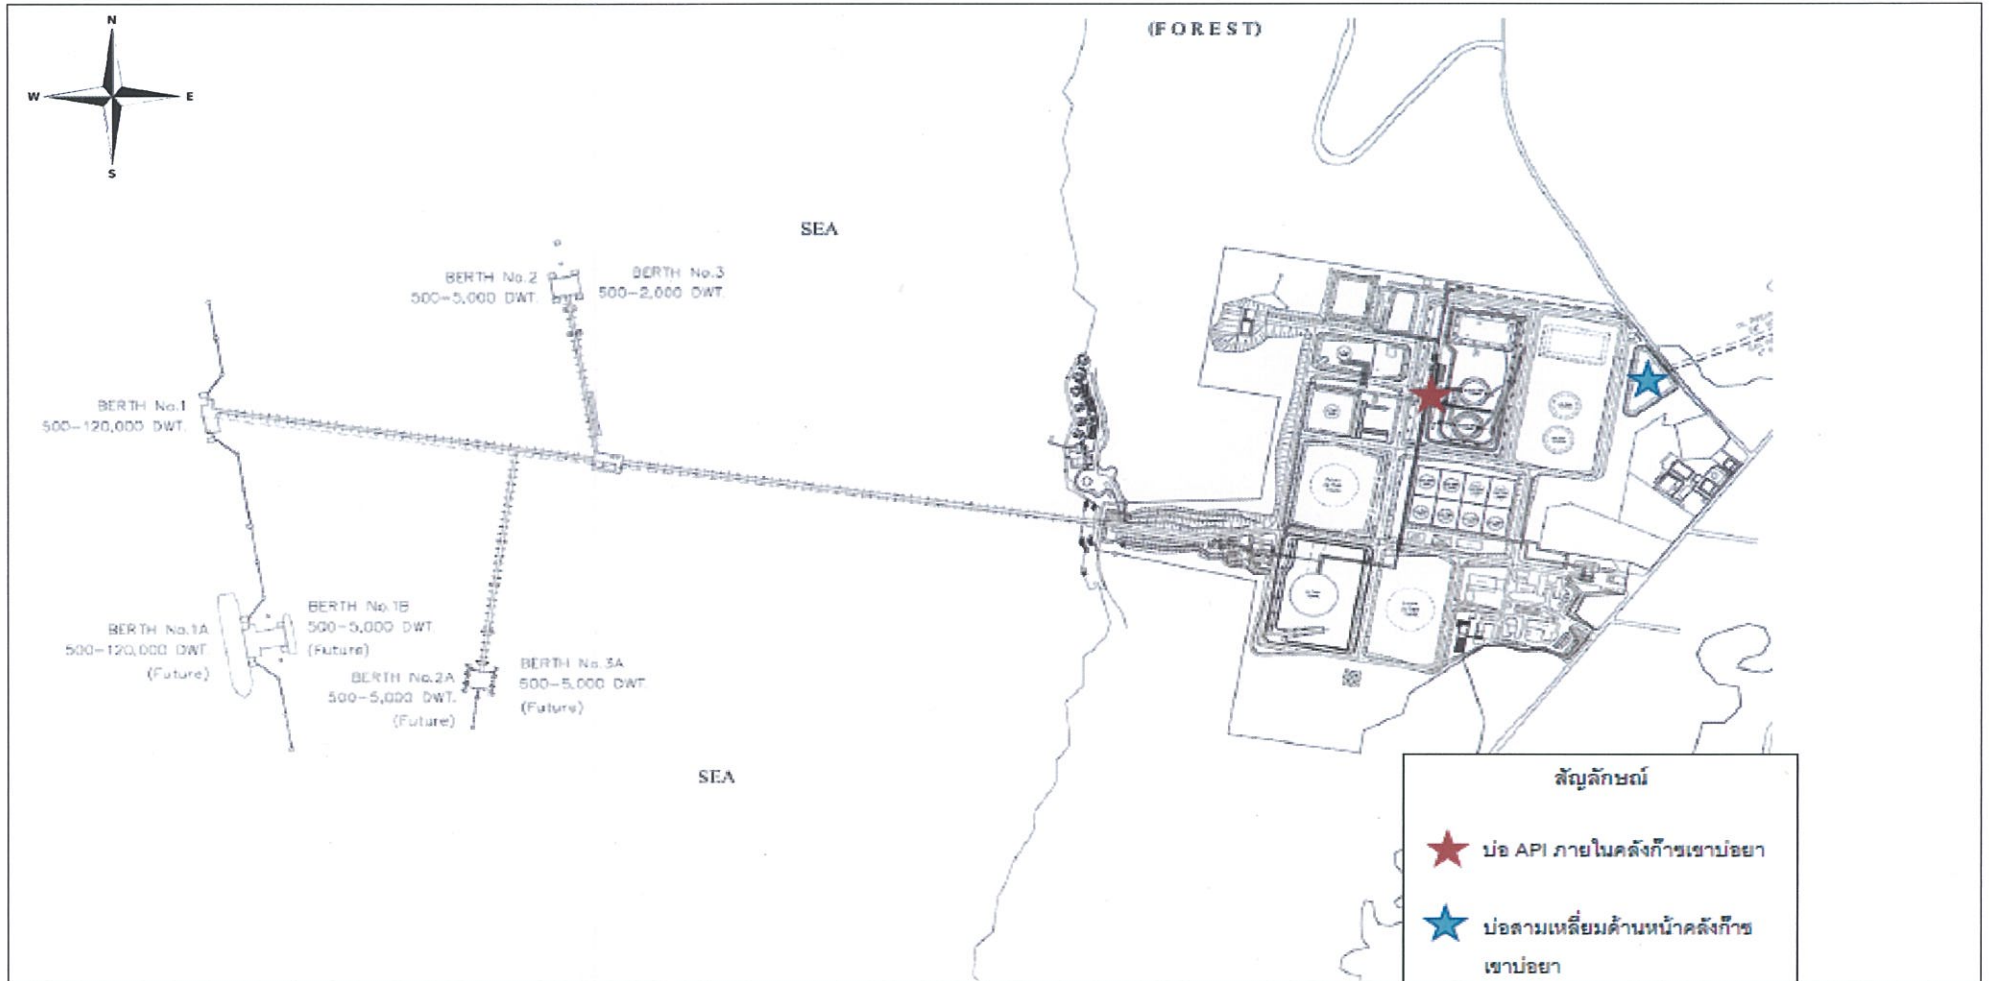 N
(FOREST)
W
E
S
SEA
BERTH No.2
500-5,000 DWT.
BERTH No.3
500-2,000 DWT.
BERTH No.1
500-120,000 DWT.
BERTH No.1B
500-5,000 DWT.
(Future)
BERTH No.1A
500-120,000 DWT
(Future)
BERTH No.2A
500-5,000 DWT.
(Future)
BERTH No.3A
500-5,000 DWT.
(Future)
SEA
สัญลักษณ์
บ่อ API ภายในคลังก๊าซเขาบ่อยา
บ่อสามเหลี่ยมด้านหน้าคลังก๊าซ
เขาบ่อยา